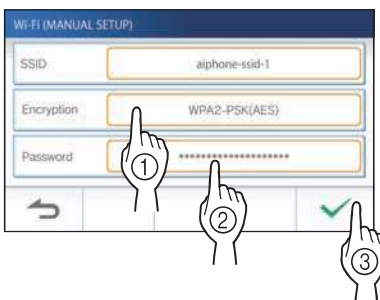 Wi-Fi (MANUAL SETUP)
SSID aiphone-ssid-1
Encryption WPA2-PSK(AES)
Password ********************
1
2
3